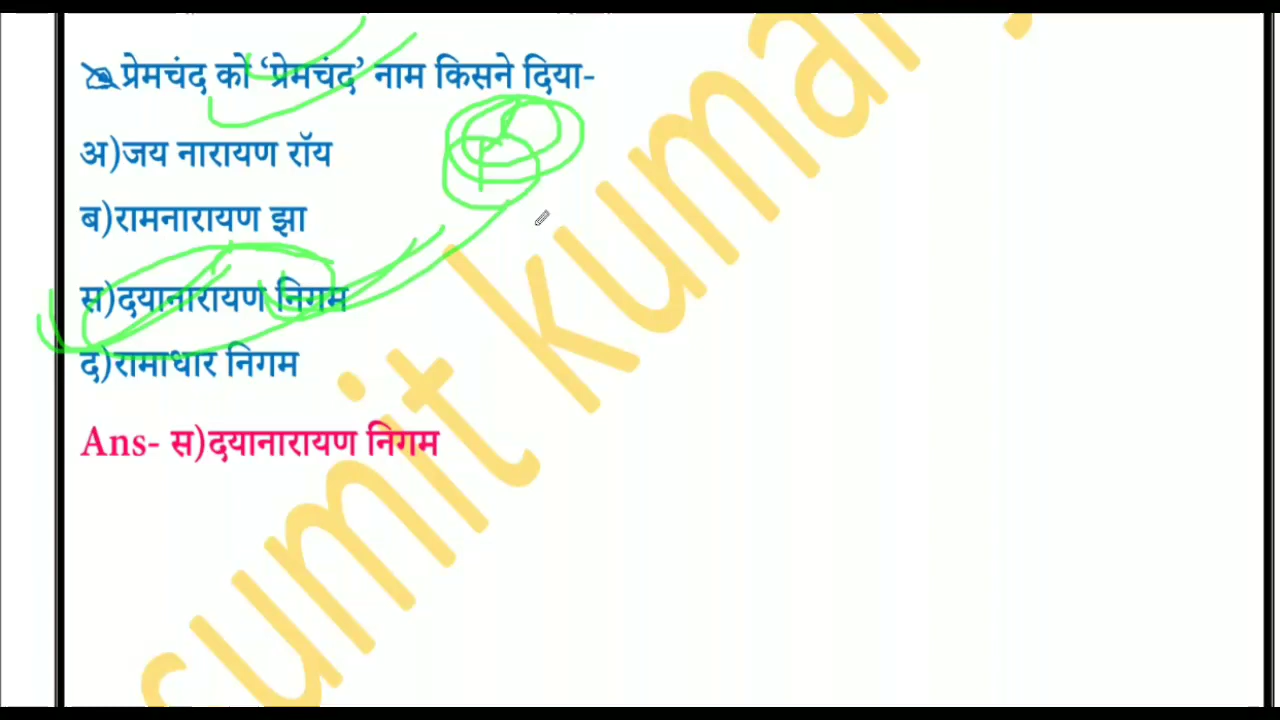 प्रेमचंद को ‘प्रेमचंद’ नाम किसने दिया-
अ)जय नारायण रॉय
ब)रामनारायण झा
स)दयानारायण निगम
द)रामाधार निगम
Ans- स)दयानारायण निगम
sumit kumar